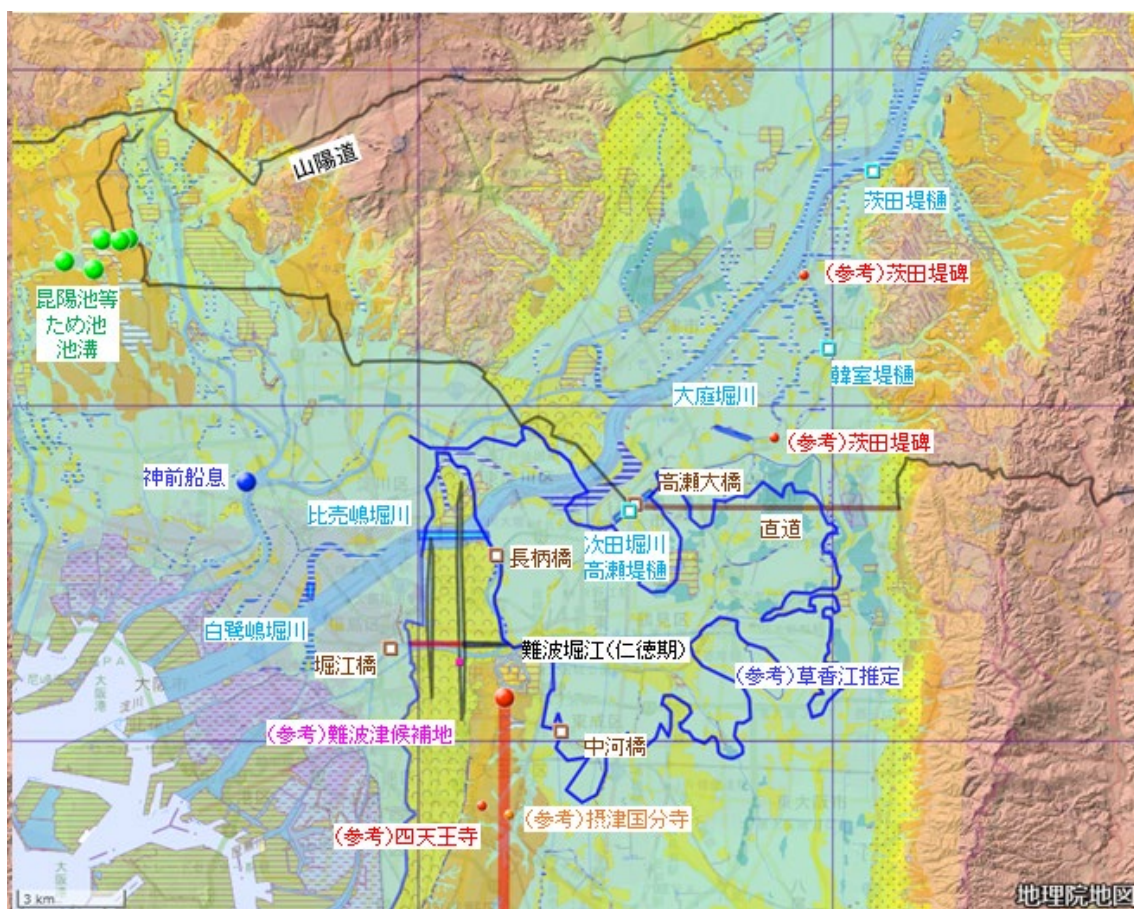 山陽道
茨田堤樋
(参考)茨田堤碑
昆陽池等
ため池
池溝
韓室堤樋
大庭堀川
(参考)茨田堤碑
神前船息
高瀬大橋
比売嶋堀川
直道
次田堀川
高瀬堤樋
長柄橋
白鷺嶋堀川
難波堀江(仁徳期)
堀江橋
(参考)草香江推定
(参考)難波津候補地
中河橋
(参考)摂津国分寺
(参考)四天王寺
3 km
地理院地図